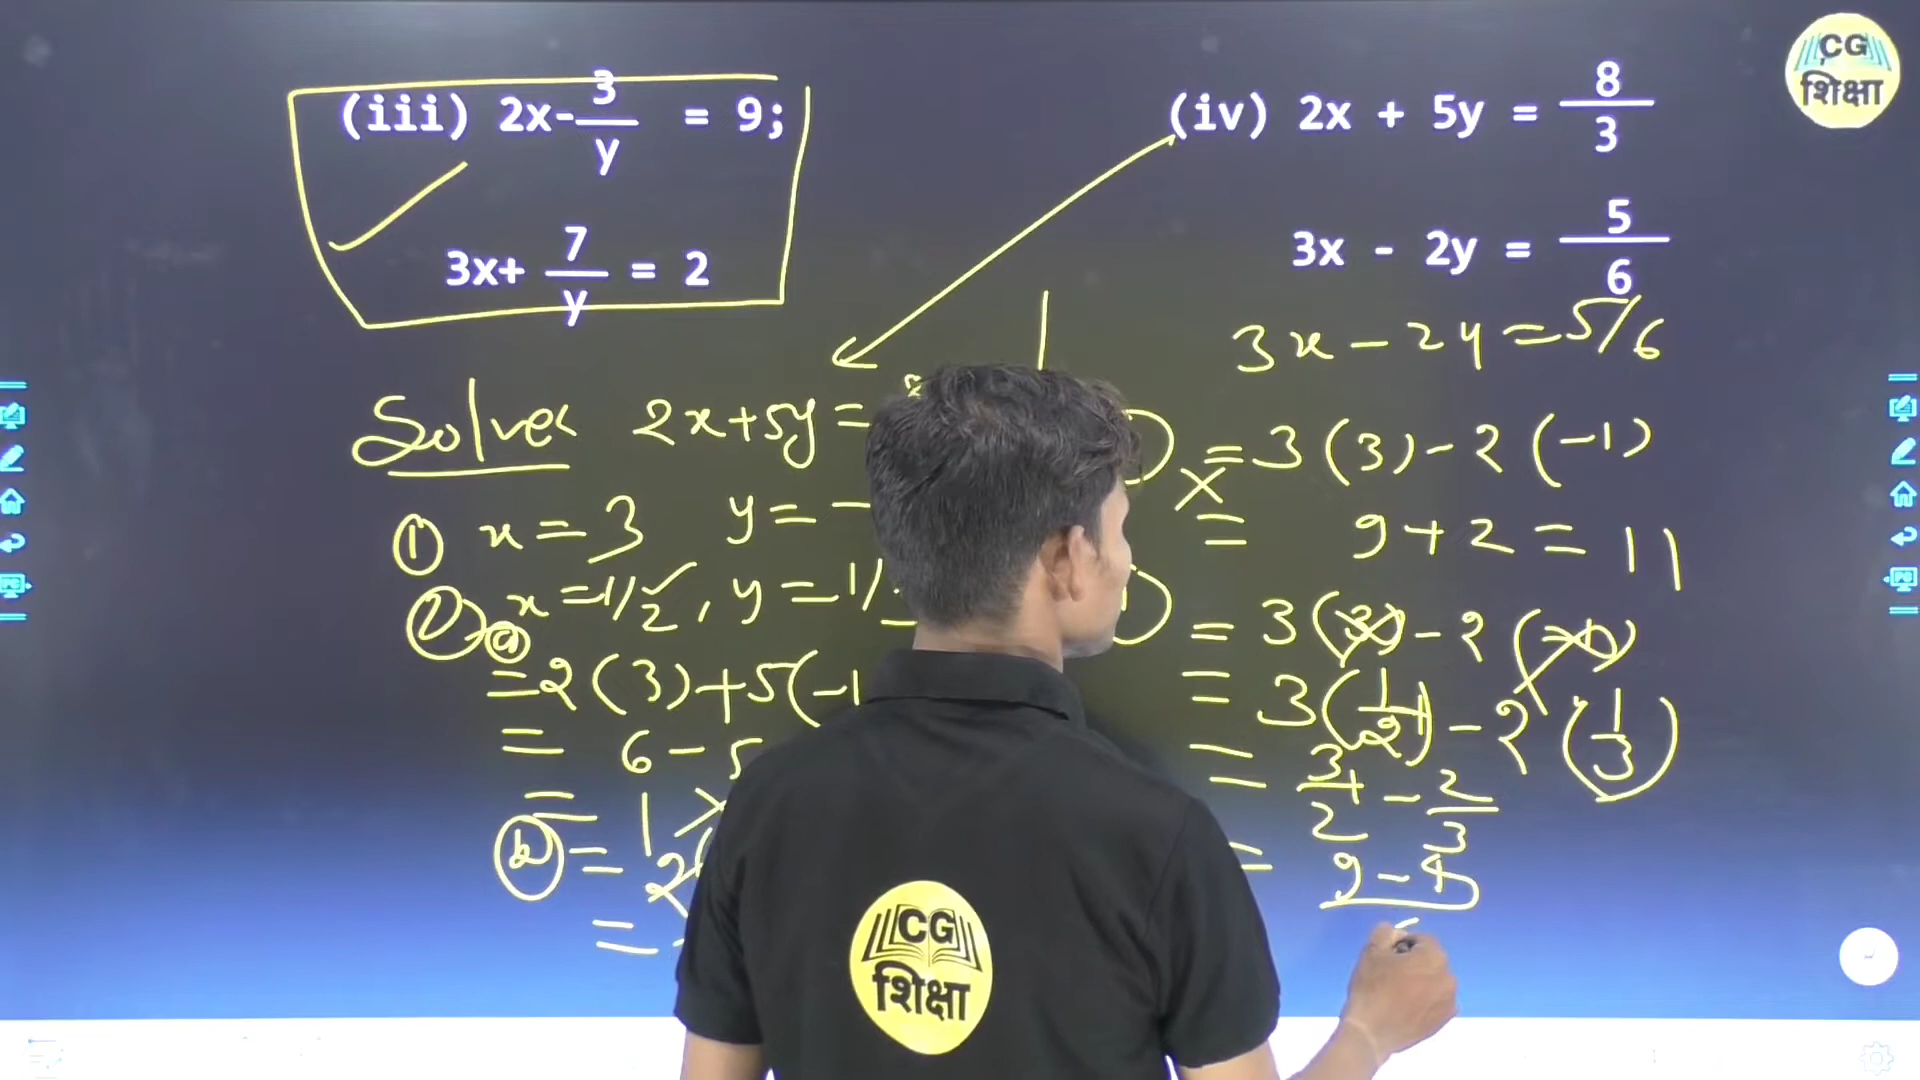 CG
शिक्षा
(iii) 2x-3/y = 9;
3x+ 7/y = 2
(iv) 2x + 5y = 8/3
3x - 2y = 5/6
3x - 2y = 5/6
Solve 2x+5y =
① x = 3 y = -
② x = 1/2, y = 1/
ⓐ
= 2(3)+5(-1
= 6-5
= 1
ⓑ = 2(
=
= 3(3)-2(-1)
= 9+2 = 11
= 3(3)-2(-1)
= 3(1/2)-2(1/3)
= 3/2 - 2/3
= 9-4
CG
शिक्षा